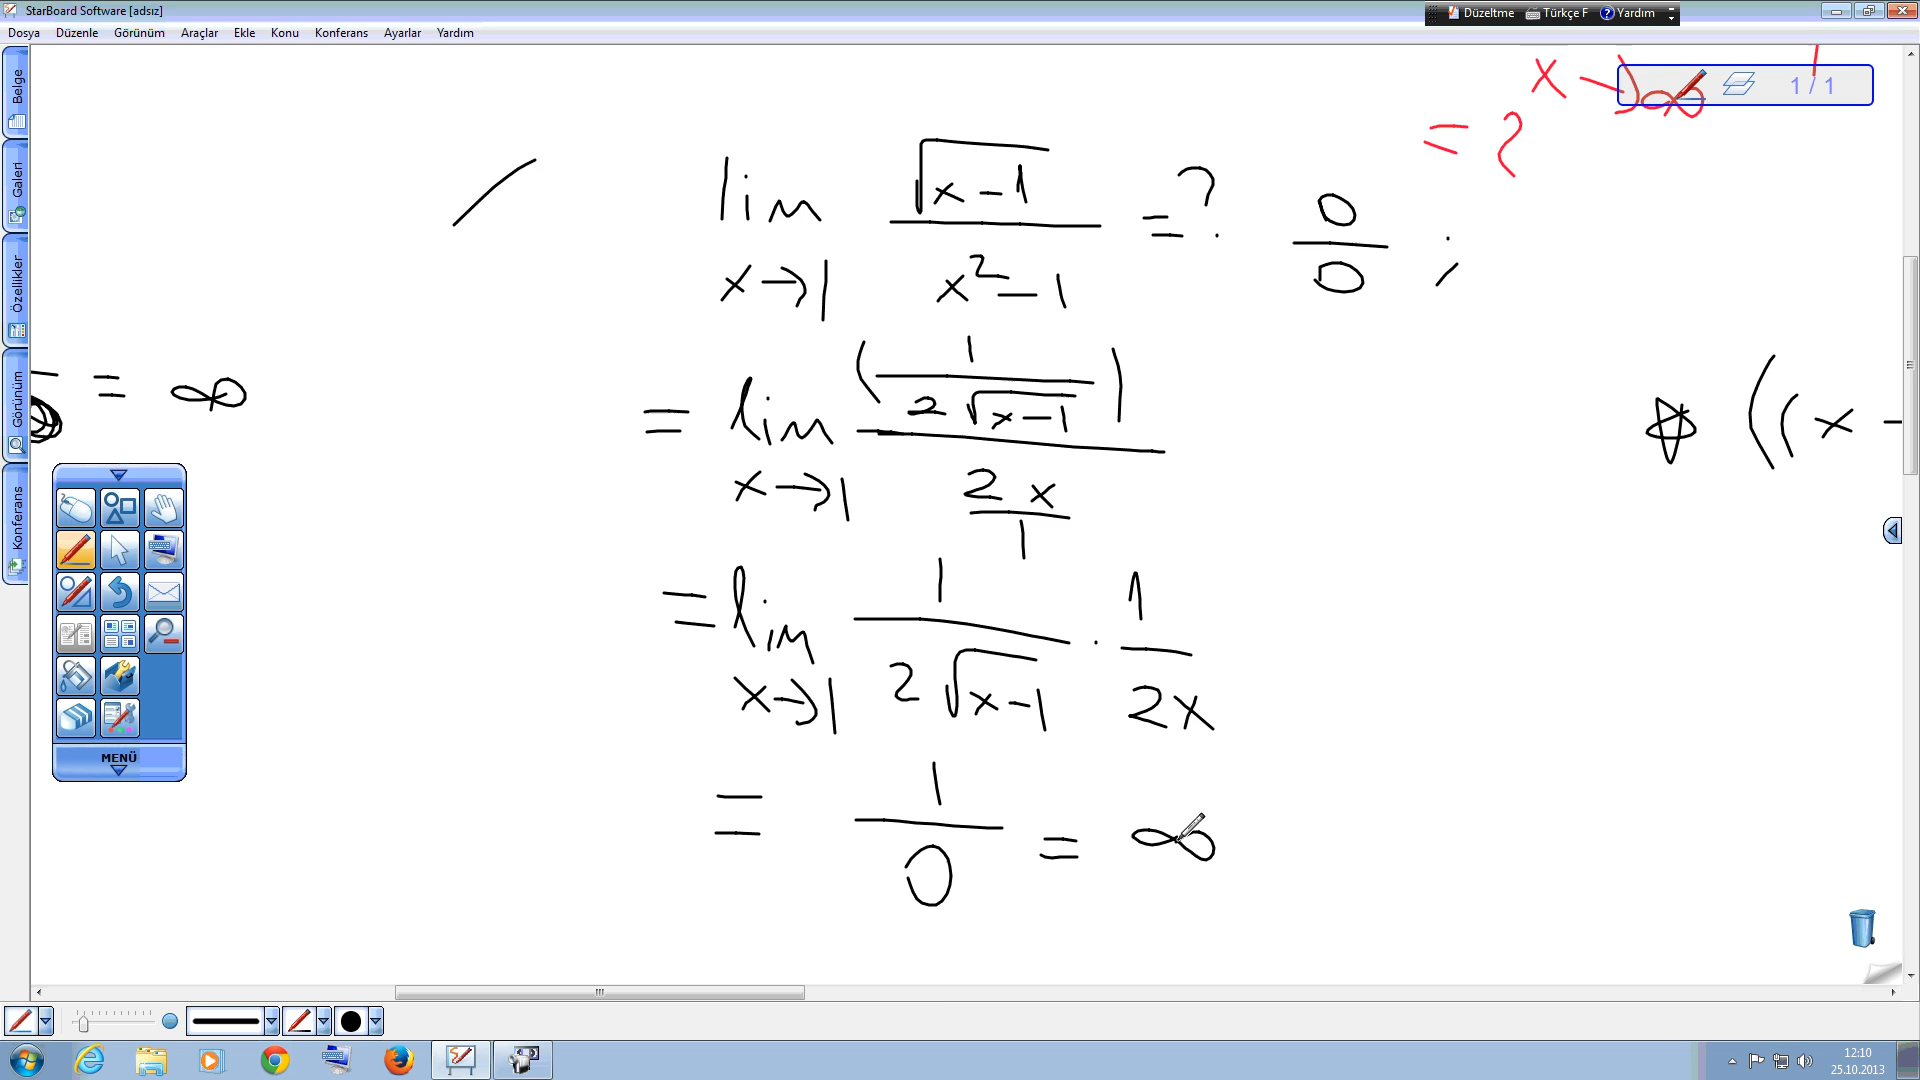 StarBoard Software [adsız]
Düzeltme Türkçe F Yardım
Dosya Düzenle Görünüm Araçlar Ekle Konu Konferans Ayarlar Yardım
Belge
Galeri
Özellikler
Görünüm
Konferans
x → ∞
1 / 1
= ?
lim √x-1 / x² - 1 = ? 0 / 0 ;
x → 1
= ∞
= lim (1 / 2 √x-1) / 2x / 1
x → 1
((x -
= lim 1 / 2 √x-1 . 1 / 2x
x → 1
= 1 / 0 = ∞
MENÜ
12:10
25.10.2013